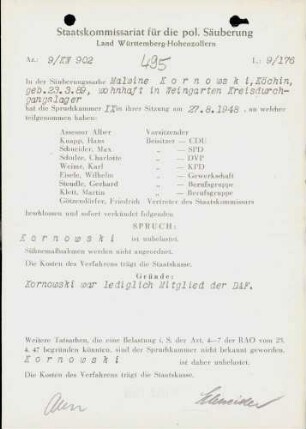 Staatskommissariat für die pol. Säuberung
Land Württemberg-Hohenzollern
Az.: 9/KW 902 495 L: 9/176
In der Säuberungssache Malwine Kornowski, Köchin,
geb. 23.3.89, wohnhaft in Weingarten Kreisdurch-
gangslager
hat die Spruchkammer II in ihrer Sitzung am 27.8.1948, an welcher
teilgenommen haben:
Assessor Alber Vorsitzender
Knapp, Hans Beisitzer — CDU
Schneider, Max „ — SPD
Schulze, Charlotte „ — DVP
Weime, Karl „ — KPD
Eisele, Wilhelm „ — Gewerkschaft
Steudle, Gerhard „ — Berufsgruppe
Klett, Martin „ — Berufsgruppe
Götzendörfer, Friedrich Vertreter des Staatskommissars
beschlossen und sofort verkündet folgenden
SPRUCH:
Kornowski ist unbelastet.
Sühnemaßnahmen werden nicht angeordnet.
Die Kosten des Verfahrens trägt die Staatskasse.
Gründe:
Kornowski war lediglich Mitglied der DAF.
Weitere Tatsachen, die eine Belastung i. S. der Art. 4–7 der RAO vom 25.
4. 47 begründen könnten, sind der Spruchkammer nicht bekannt geworden.
Kornowski ist daher unbelastet.
Die Kosten des Verfahrens trägt die Staatskasse.
Schneider